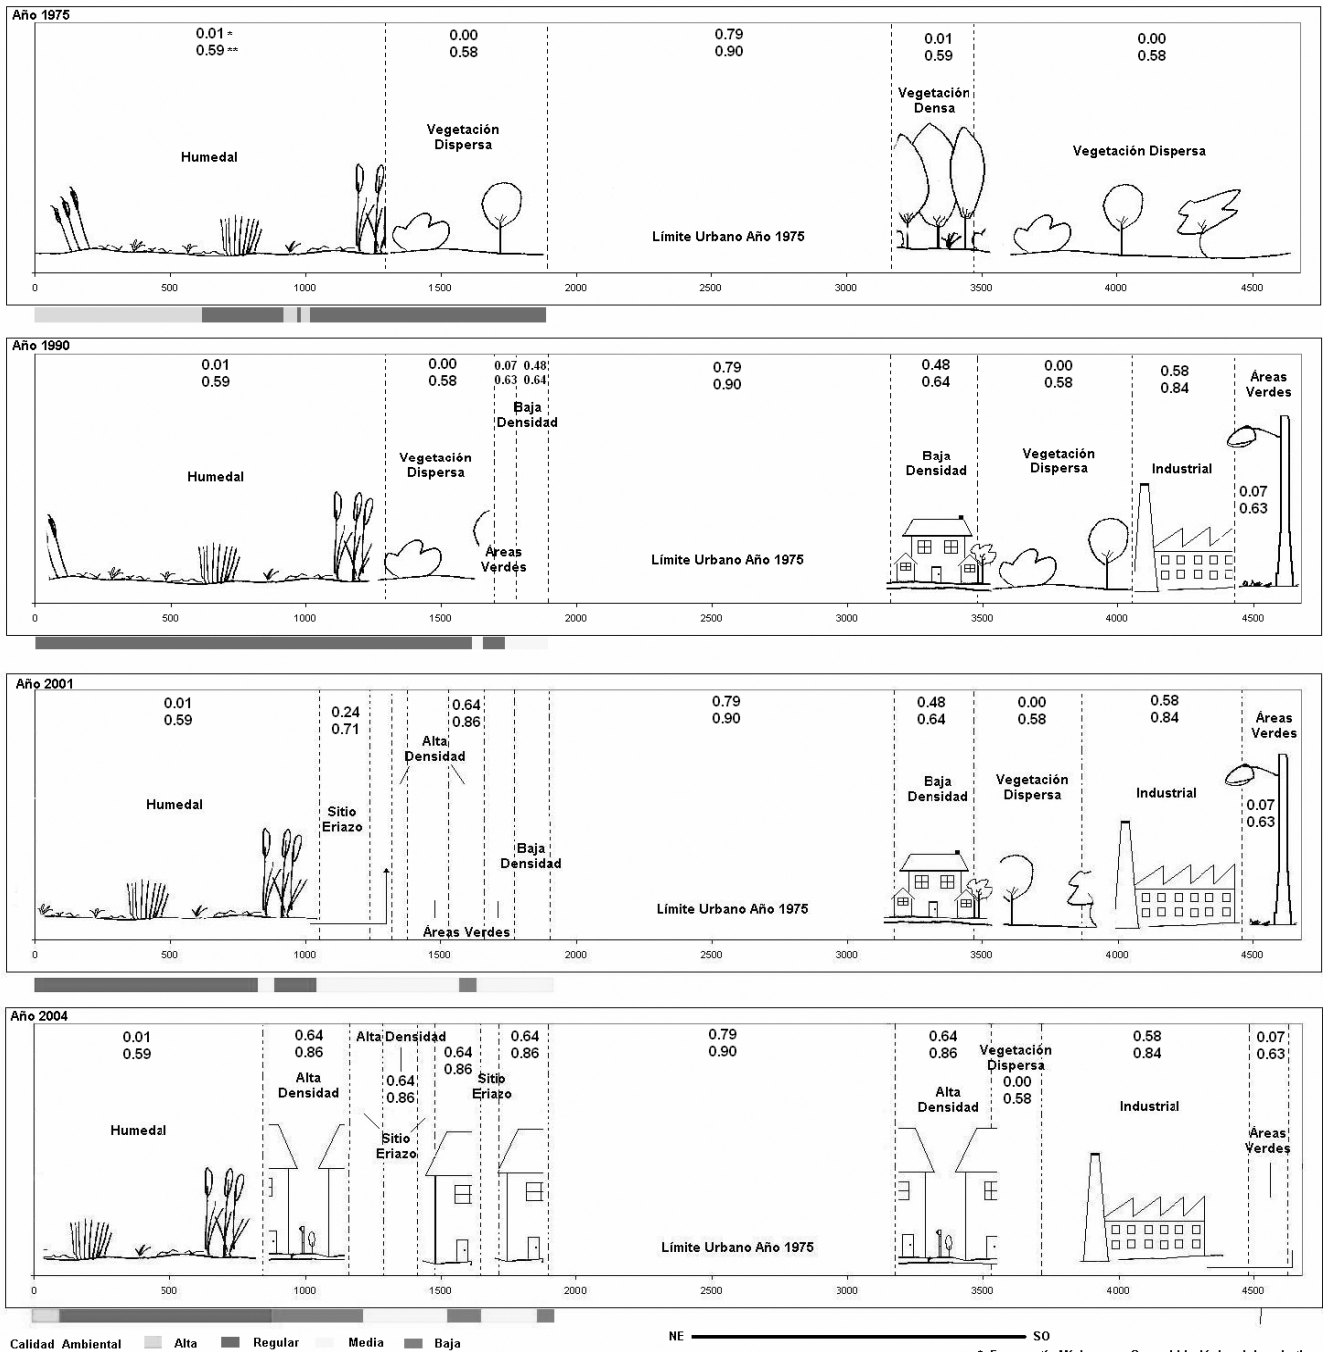 Año 1975
0.01 *
0.59 **
0.00
0.58
0.79
0.90
0.01
0.59
0.00
0.58
Humedal
Vegetación
Dispersa
Límite Urbano Año 1975
Vegetación
Densa
Vegetación Dispersa
0 500 1000 1500 2000 2500 3000 3500 4000 4500
Año 1990
0.01
0.59
0.00
0.58
0.07
0.63
0.48
0.64
0.79
0.90
0.48
0.64
0.00
0.58
0.58
0.84
Áreas
Verdes
0.07
0.63
Humedal
Vegetación
Dispersa
Áreas
Verdes
Baja
Densidad
Límite Urbano Año 1975
Baja
Densidad
Vegetación
Dispersa
Industrial
0 500 1000 1500 2000 2500 3000 3500 4000 4500
Año 2001
0.01
0.59
0.24
0.71
0.64
0.86
0.79
0.90
0.48
0.64
0.00
0.58
0.58
0.84
Áreas
Verdes
0.07
0.63
Humedal
Sitio
Eriazo
Alta
Densidad
Áreas Verdes
Baja
Densidad
Límite Urbano Año 1975
Baja
Densidad
Vegetación
Dispersa
Industrial
0 500 1000 1500 2000 2500 3000 3500 4000 4500
Año 2004
0.01
0.59
0.64
0.86
Alta Densidad
0.64
0.86
0.64
0.86
0.64
0.86
0.79
0.90
0.64
0.86
Vegetación
Dispersa
0.00
0.58
0.58
0.84
0.07
0.63
Humedal
Alta
Densidad
Sitio
Eriazo
Sitio
Eriazo
Límite Urbano Año 1975
Alta
Densidad
Industrial
Áreas
Verdes
0 500 1000 1500 2000 2500 3000 3500 4000 4500
Calidad Ambiental Alta Regular Media Baja
NE SO